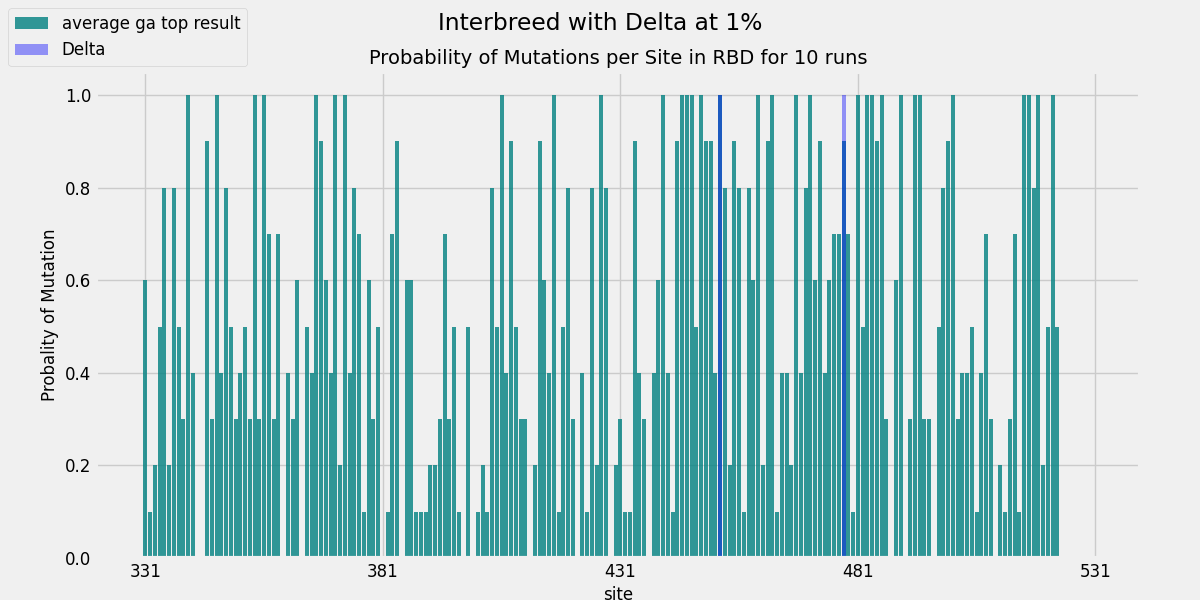 Interbreed with Delta at 1%
average ga top result
Delta
Probability of Mutations per Site in RBD for 10 runs
Probality of Mutation
1.0
0.8
0.6
0.4
0.2
0.0
331 381 431 481 531
site